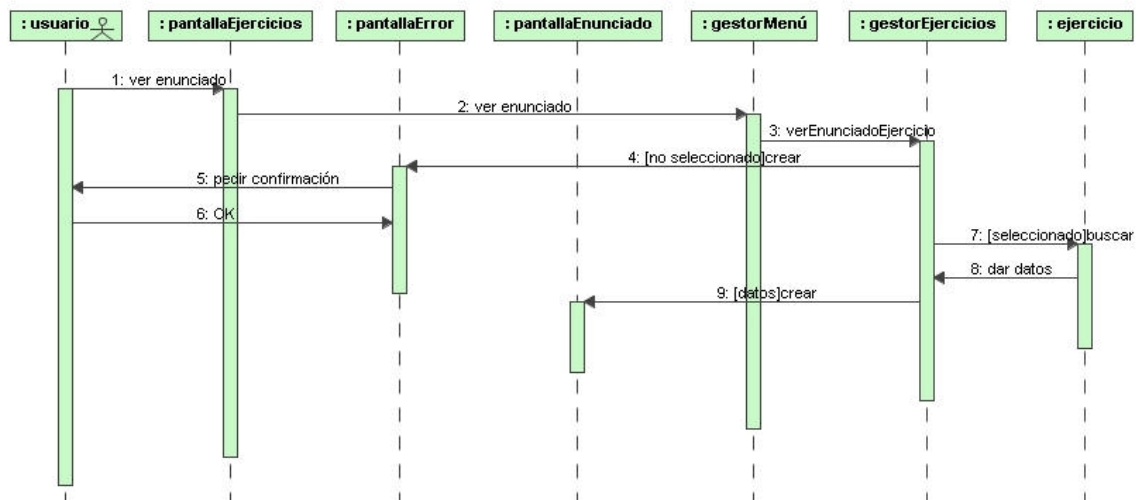 : usuario
: pantallaEjercicios
: pantallaError
: pantallaEnunciado
: gestorMenú
: gestorEjercicios
: ejercicio
1: ver enunciado
2: ver enunciado
3: verEnunciadoEjercicio
4: [no seleccionado]crear
5: pedir confirmación
6: OK
7: [seleccionado]buscar
8: dar datos
9: [datos]crear